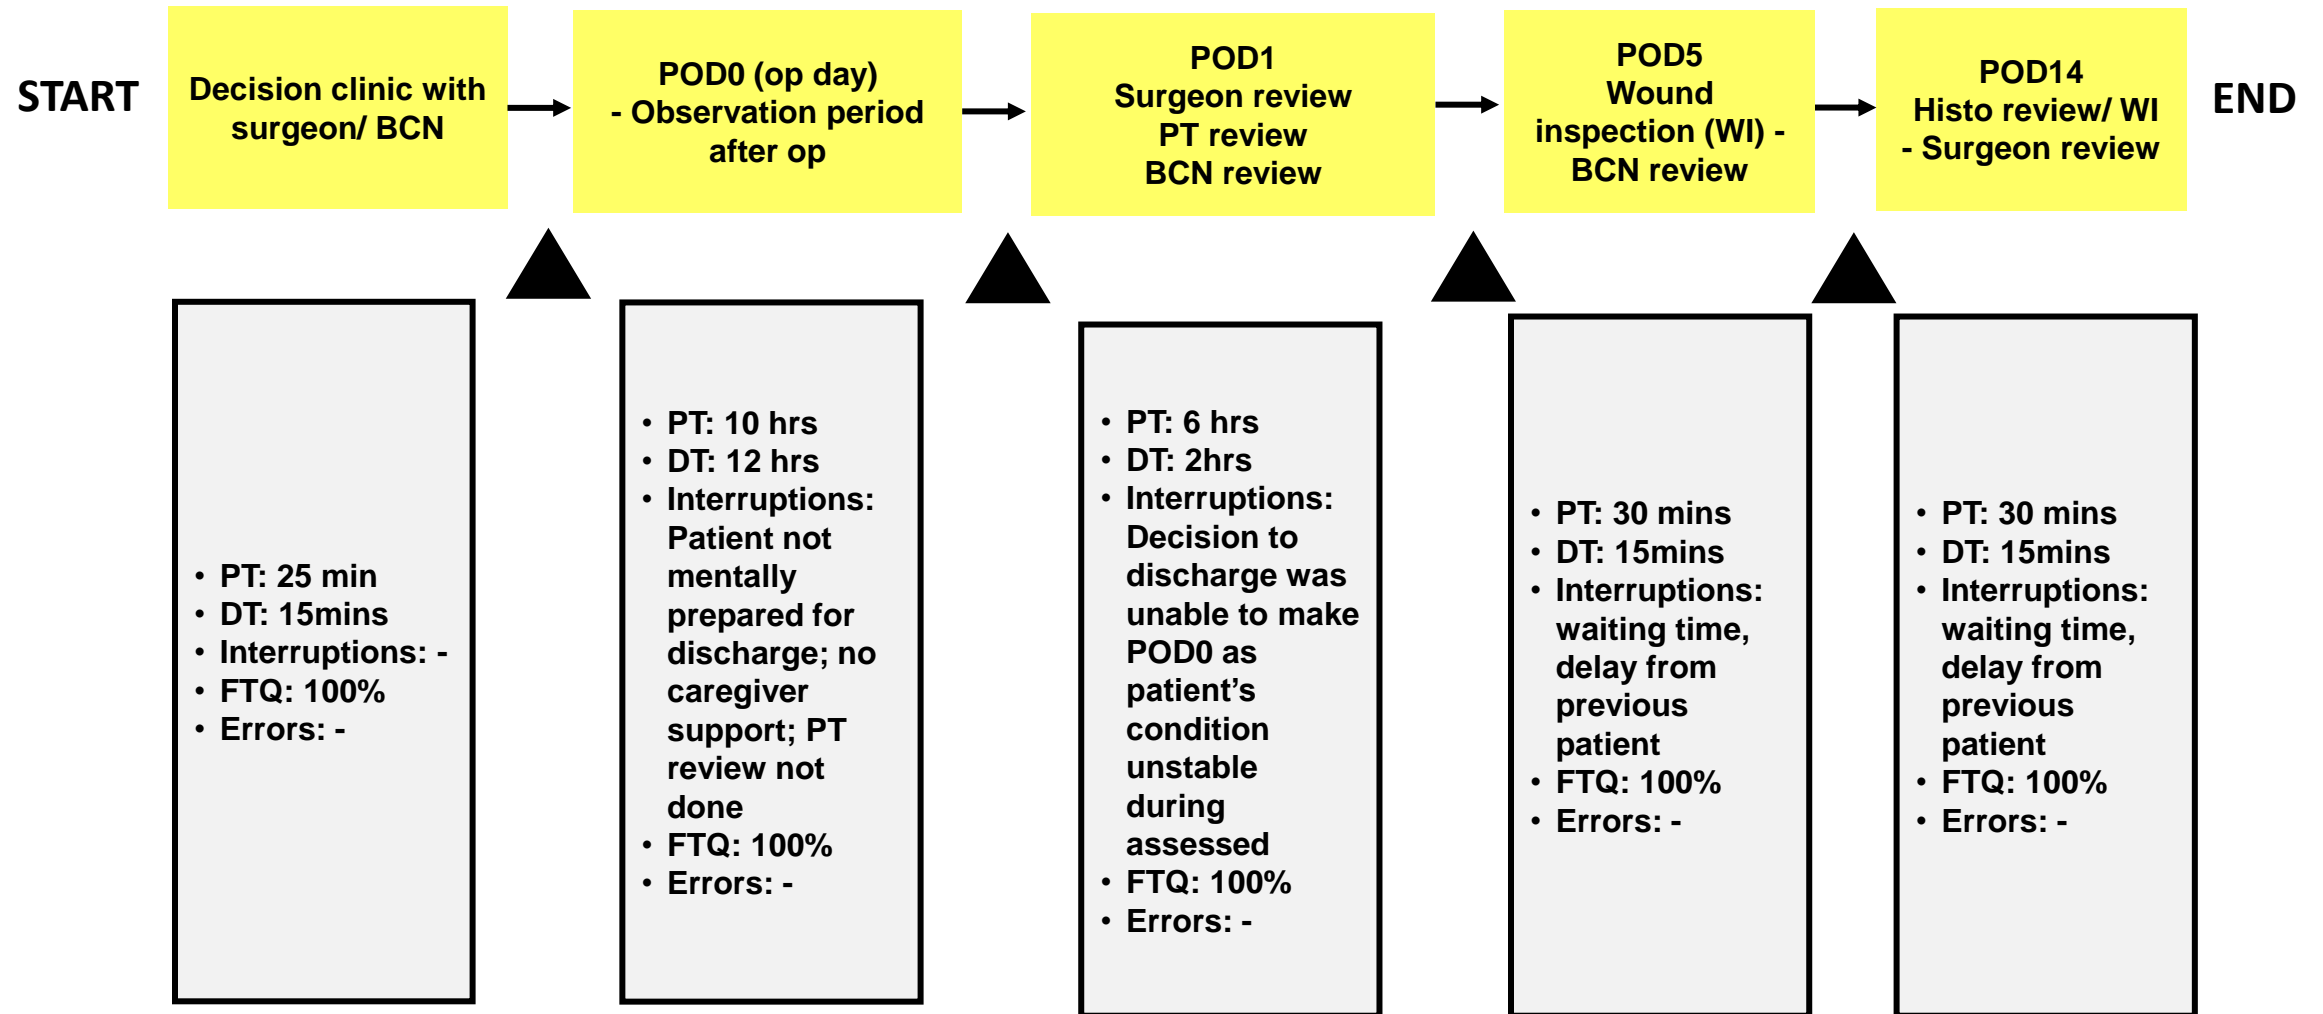 START
Decision clinic with
surgeon/ BCN
POD0 (op day)
- Observation period
after op
POD1
Surgeon review
PT review
BCN review
POD5
Wound
inspection (WI) -
BCN review
POD14
Histo review/ WI
- Surgeon review
END
• PT: 25 min
• DT: 15mins
• Interruptions: -
• FTQ: 100%
• Errors: -
• PT: 10 hrs
• DT: 12 hrs
• Interruptions:
Patient not
mentally
prepared for
discharge; no
caregiver
support; PT
review not
done
• FTQ: 100%
• Errors: -
• PT: 6 hrs
• DT: 2hrs
• Interruptions:
Decision to
discharge was
unable to make
POD0 as
patient’s
condition
unstable
during
assessed
• FTQ: 100%
• Errors: -
• PT: 30 mins
• DT: 15mins
• Interruptions:
waiting time,
delay from
previous
patient
• FTQ: 100%
• Errors: -
• PT: 30 mins
• DT: 15mins
• Interruptions:
waiting time,
delay from
previous
patient
• FTQ: 100%
• Errors: -